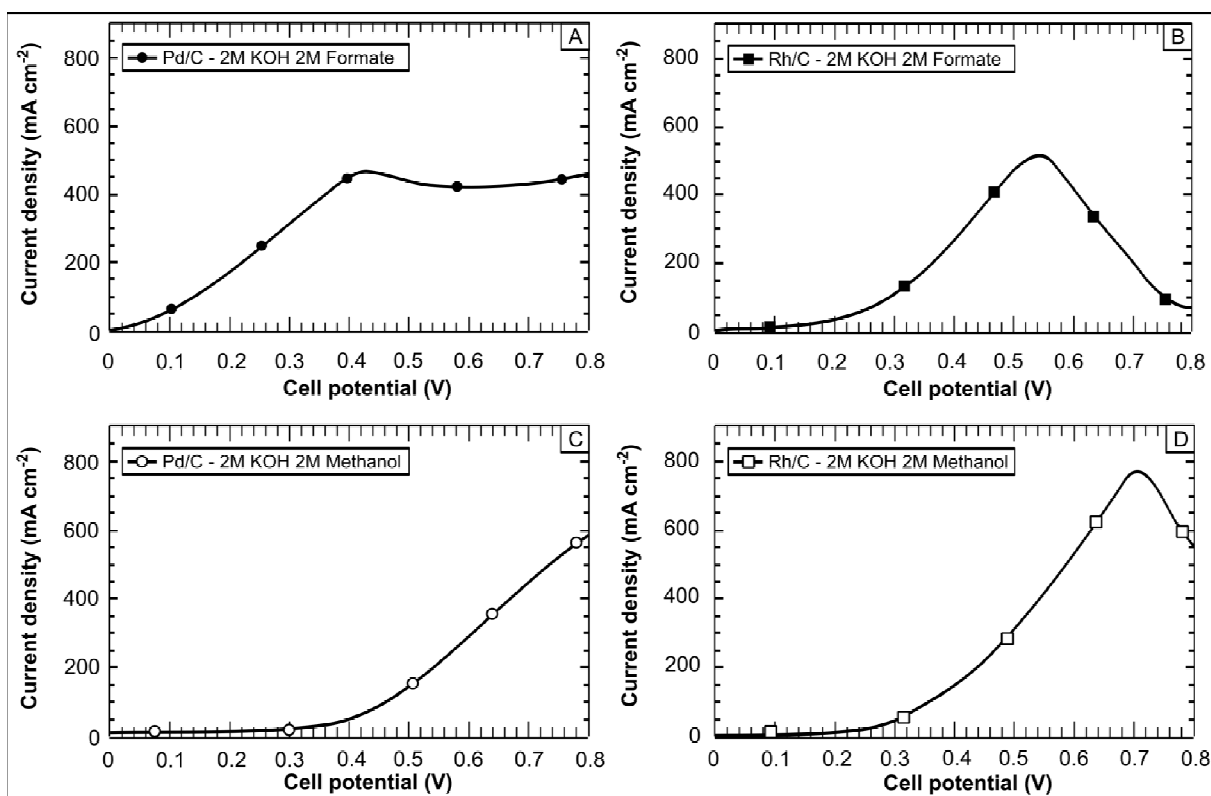 A
Pd/C - 2M KOH 2M Formate
Current density (mA cm-2)
800
600
400
200
0
0 0.1 0.2 0.3 0.4 0.5 0.6 0.7 0.8
Cell potential (V)
B
Rh/C - 2M KOH 2M Formate
Current density (mA cm-2)
800
600
400
200
0
0 0.1 0.2 0.3 0.4 0.5 0.6 0.7 0.8
Cell potential (V)
C
Pd/C - 2M KOH 2M Methanol
Current density (mA cm-2)
800
600
400
200
0
0 0.1 0.2 0.3 0.4 0.5 0.6 0.7 0.8
Cell potential (V)
D
Rh/C - 2M KOH 2M Methanol
Current density (mA cm-2)
800
600
400
200
0
0 0.1 0.2 0.3 0.4 0.5 0.6 0.7 0.8
Cell potential (V)